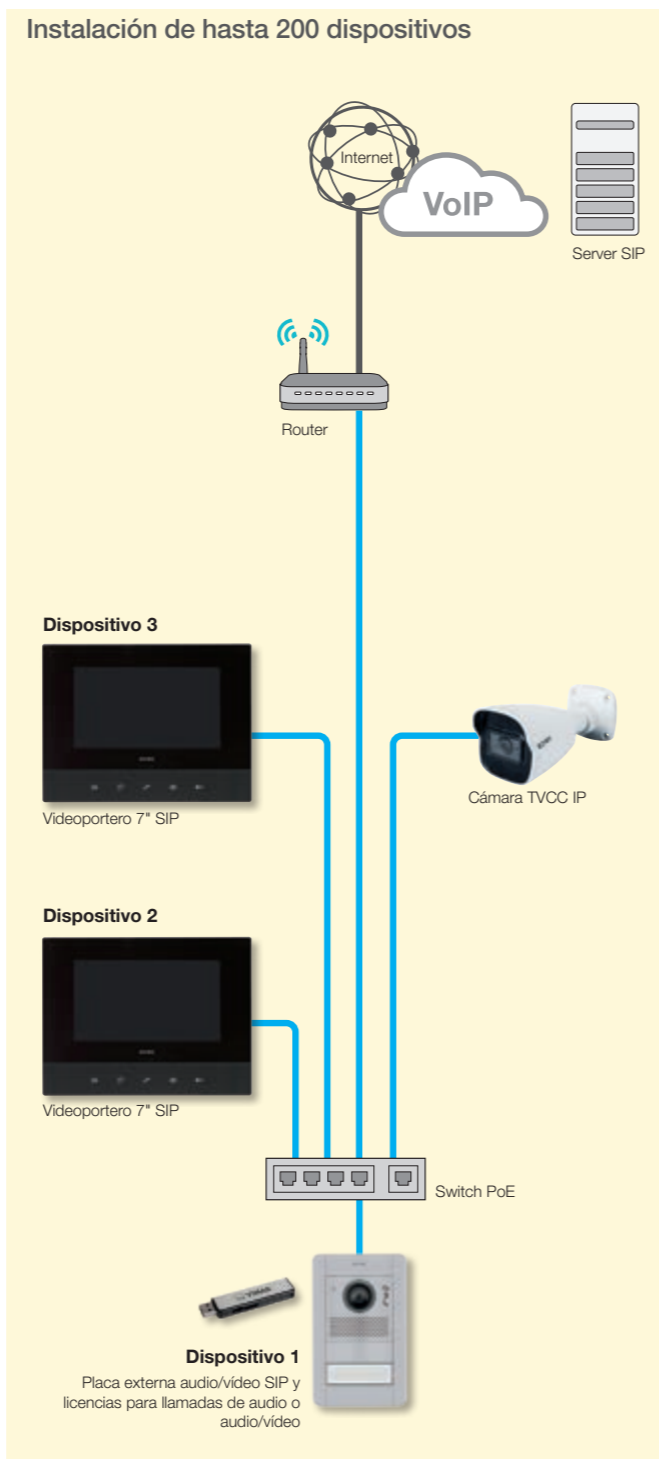 Instalación de hasta 200 dispositivos
Internet
VoIP
Server SIP
Router
Dispositivo 3
Videoportero 7" SIP
Cámara TVCC IP
Dispositivo 2
Videoportero 7" SIP
Switch PoE
VIMAR
Dispositivo 1
Placa externa audio/vídeo SIP y
licencias para llamadas de audio o
audio/vídeo